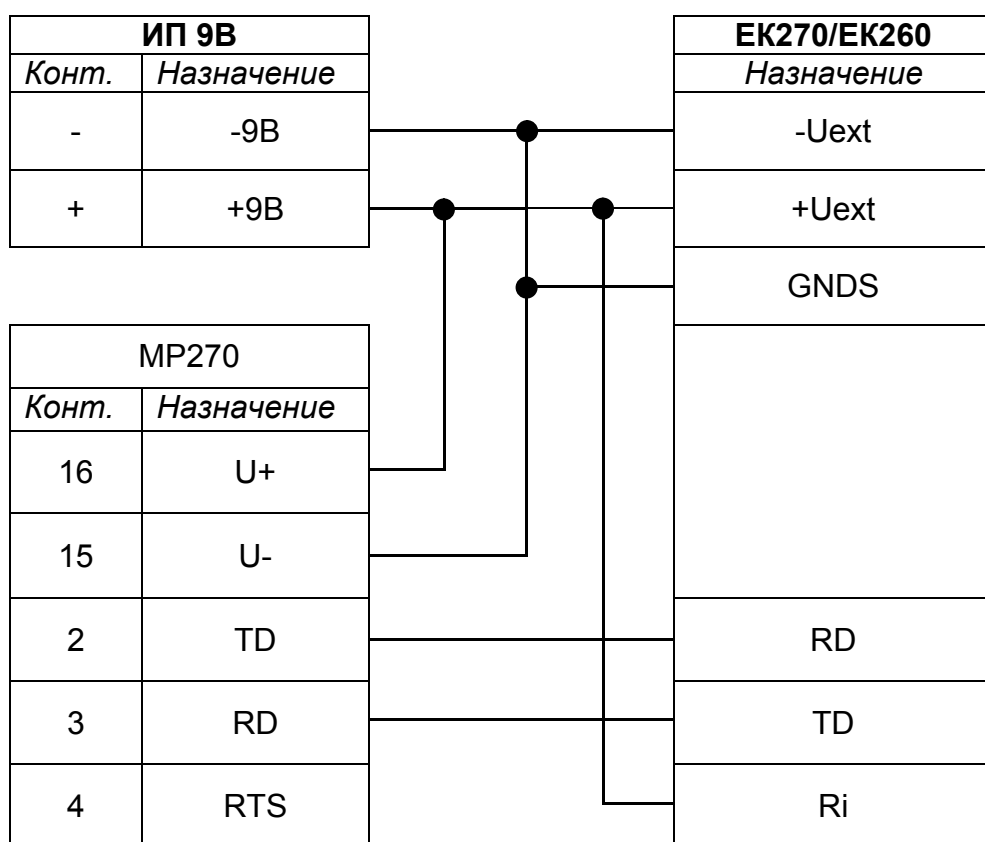 ИП 9В
Конт. Назначение
- -9В
+ +9В
ЕК270/ЕК260
Назначение
-Uext
+Uext
GNDS
RD
TD
Ri
МР270
Конт. Назначение
16 U+
15 U-
2 TD
3 RD
4 RTS